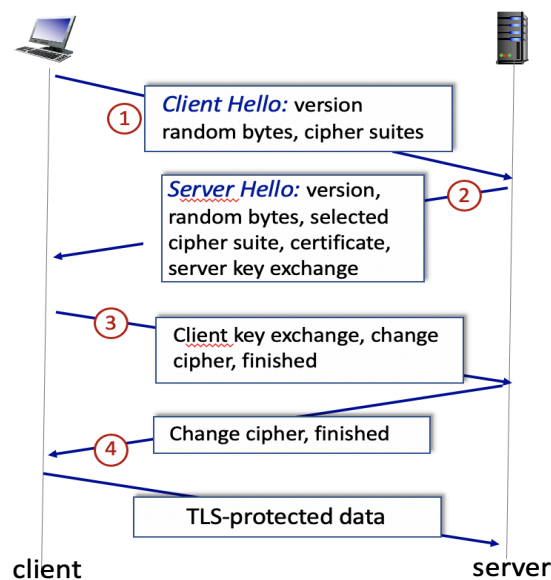 1
Client Hello: version
random bytes, cipher suites
2
Server Hello: version,
random bytes, selected
cipher suite, certificate,
server key exchange
3
Client key exchange, change
cipher, finished
4
Change cipher, finished
TLS-protected data
client
server